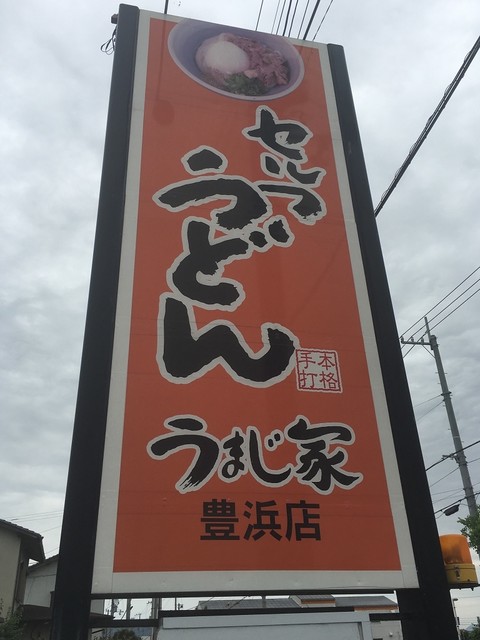 セルフ
うどん
本格
手打
うまじ家
豊浜店